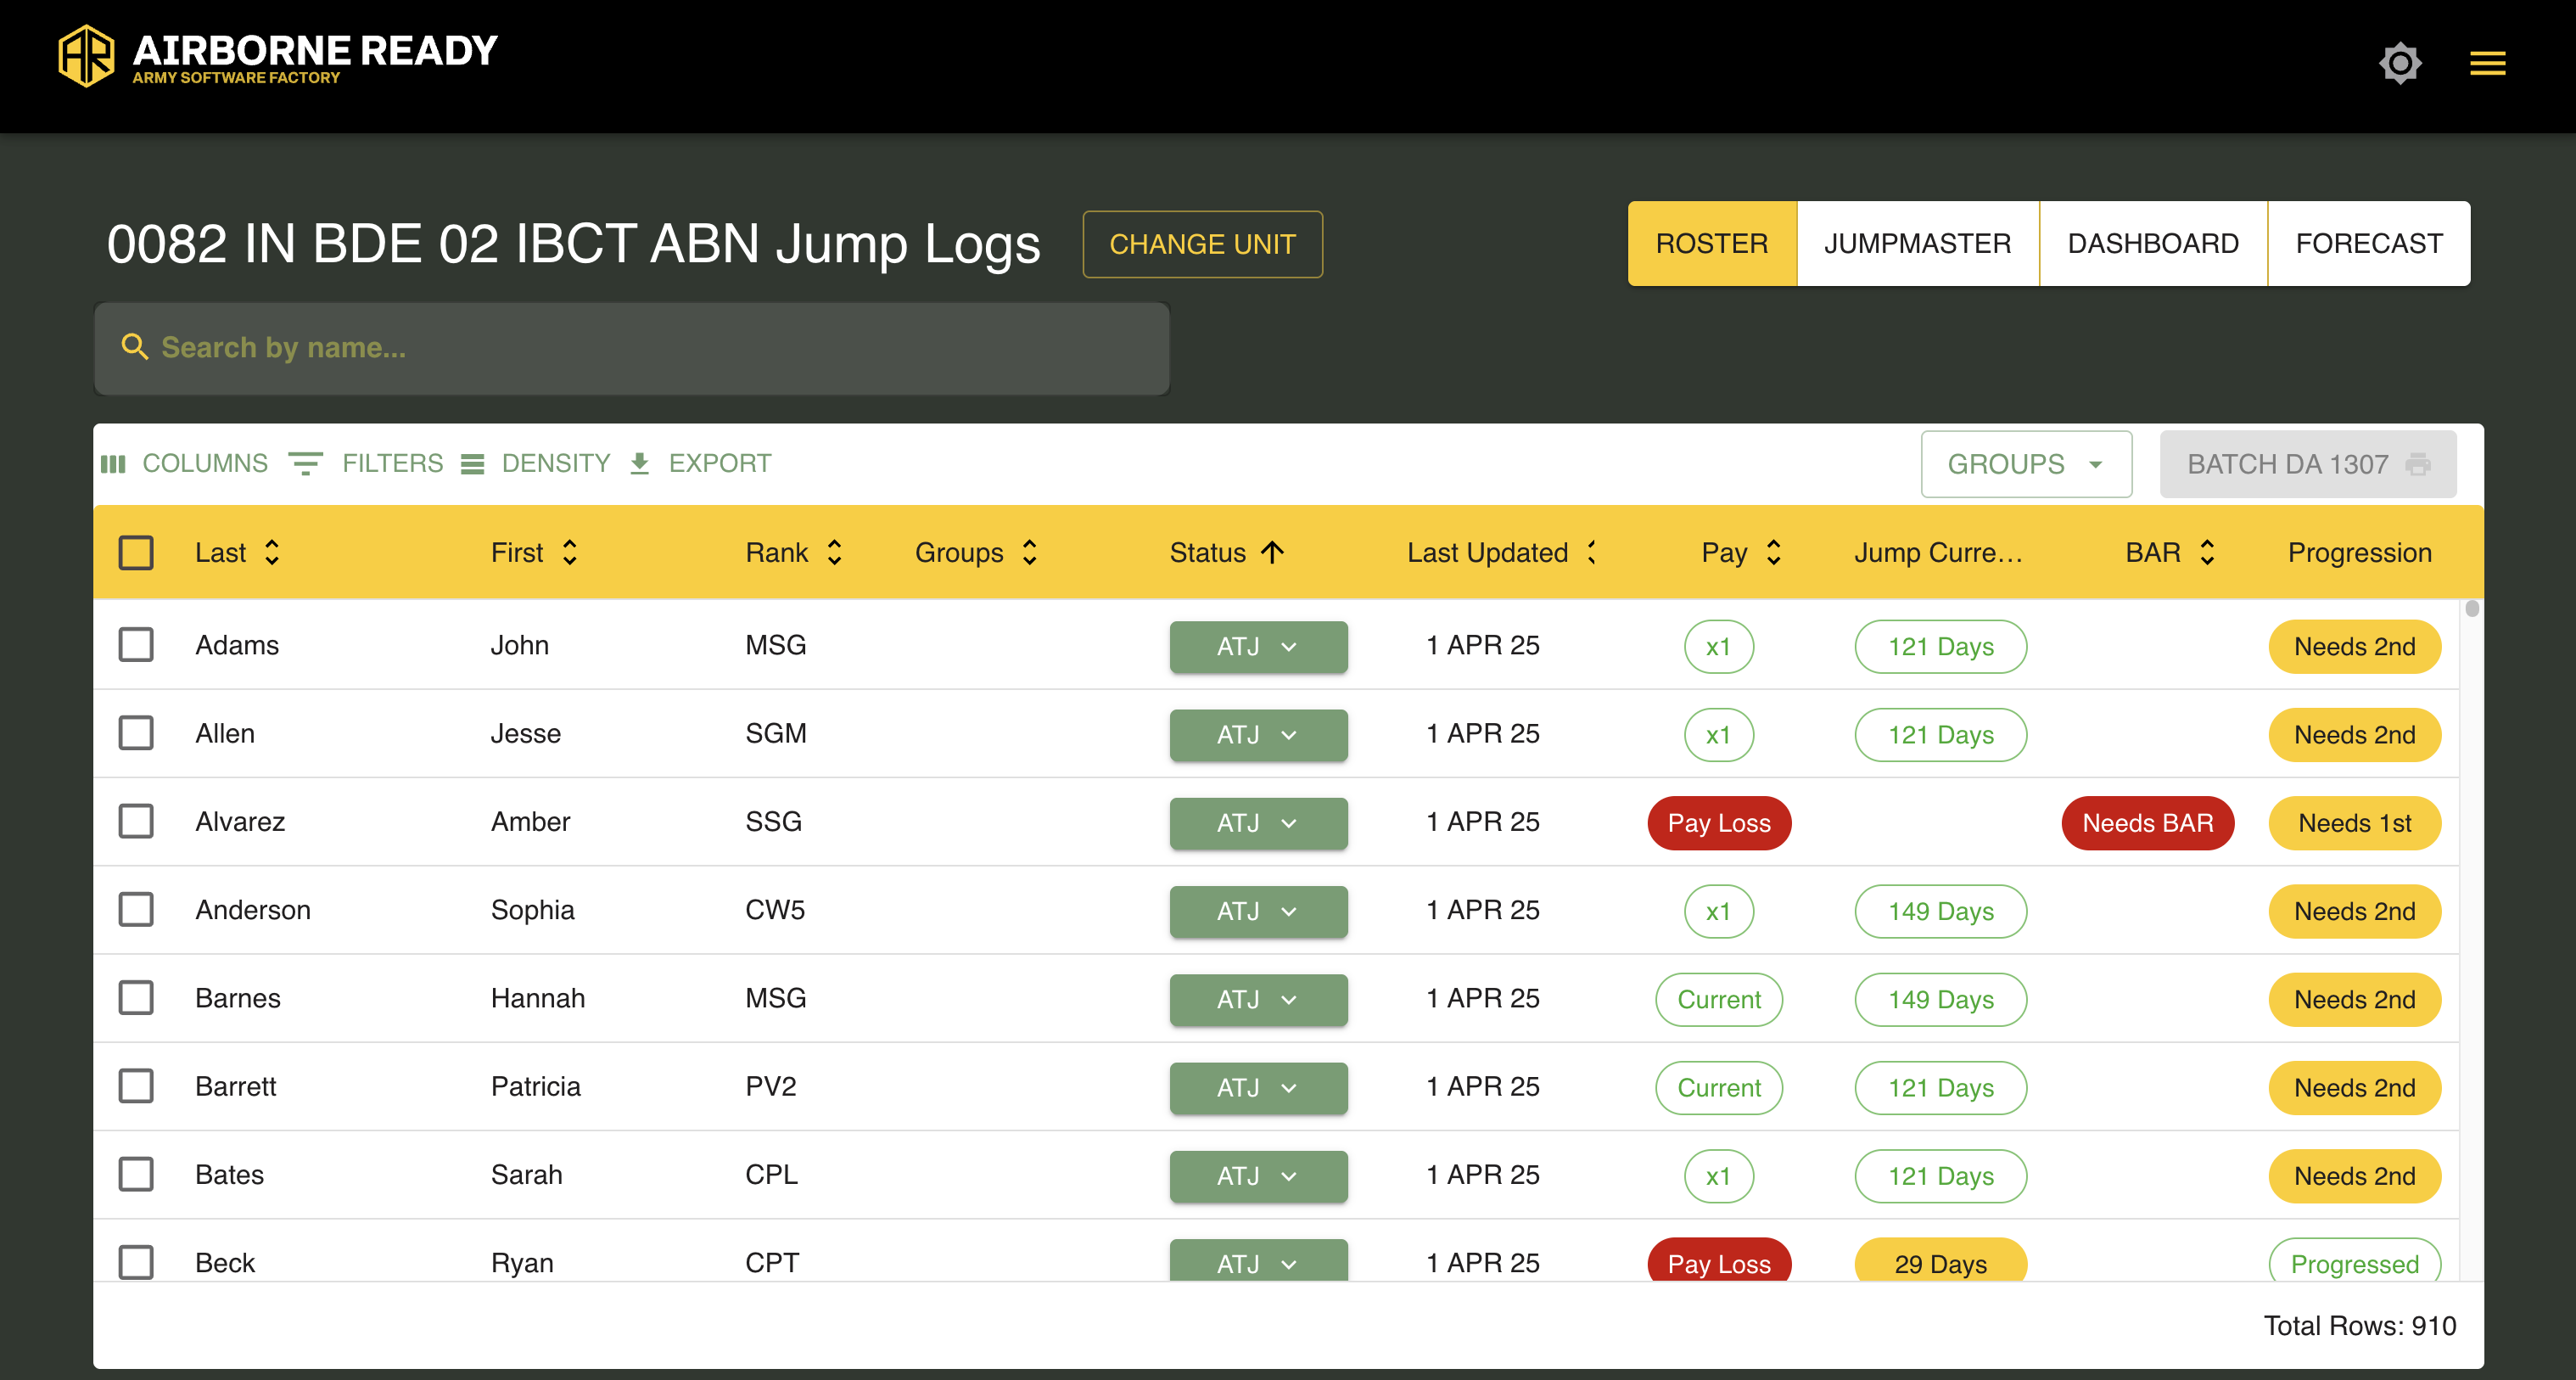 AIRBORNE READY
ARMY SOFTWARE FACTORY
0082 IN BDE 02 IBCT ABN Jump Logs CHANGE UNIT ROSTER JUMPMASTER DASHBOARD FORECAST
Search by name...
COLUMNS FILTERS DENSITY EXPORT GROUPS BATCH DA 1307
Last First Rank Groups Status Last Updated Pay Jump Curre... BAR Progression
Adams John MSG ATJ 1 APR 25 x1 121 Days Needs 2nd
Allen Jesse SGM ATJ 1 APR 25 x1 121 Days Needs 2nd
Alvarez Amber SSG ATJ 1 APR 25 Pay Loss Needs BAR Needs 1st
Anderson Sophia CW5 ATJ 1 APR 25 x1 149 Days Needs 2nd
Barnes Hannah MSG ATJ 1 APR 25 Current 149 Days Needs 2nd
Barrett Patricia PV2 ATJ 1 APR 25 Current 121 Days Needs 2nd
Bates Sarah CPL ATJ 1 APR 25 x1 121 Days Needs 2nd
Beck Ryan CPT ATJ 1 APR 25 Pay Loss 29 Days Progressed
Total Rows: 910